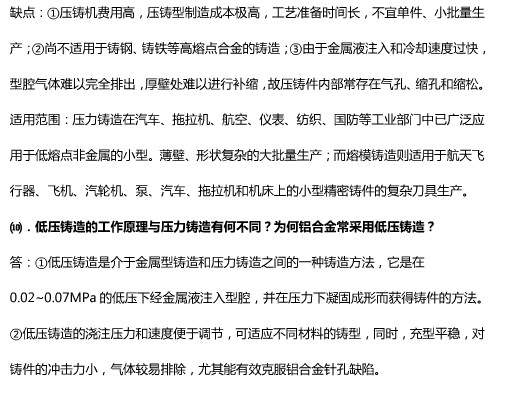 缺点：①压铸机费用高，压铸型制造成本极高，工艺准备时间长，不宜单件、小批量生
产；②尚不适用于铸钢、铸铁等高熔点合金的铸造；③由于金属液注入和冷却速度过快，
型腔气体难以完全排出，厚壁处难以进行补缩，故压铸件内部常存在气孔、缩孔和缩松。
适用范围：压力铸造在汽车、拖拉机、航空、仪表、纺织、国防等工业部门中已广泛应
用于低熔点非金属的小型。薄壁、形状复杂的大批量生产；而熔模铸造则适用于航天飞
行器、飞机、汽轮机、泵、汽车、拖拉机和机床上的小型精密铸件的复杂刀具生产。
⑽．低压铸造的工作原理与压力铸造有何不同？为何铝合金常采用低压铸造？
答：①低压铸造是介于金属型铸造和压力铸造之间的一种铸造方法，它是在
0.02~0.07MPa 的低压下经金属液注入型腔，并在压力下凝固成形而获得铸件的方法。
②低压铸造的浇注压力和速度便于调节，可适应不同材料的铸型，同时，充型平稳，对
铸件的冲击力小，气体较易排除，尤其能有效克服铝合金针孔缺陷。